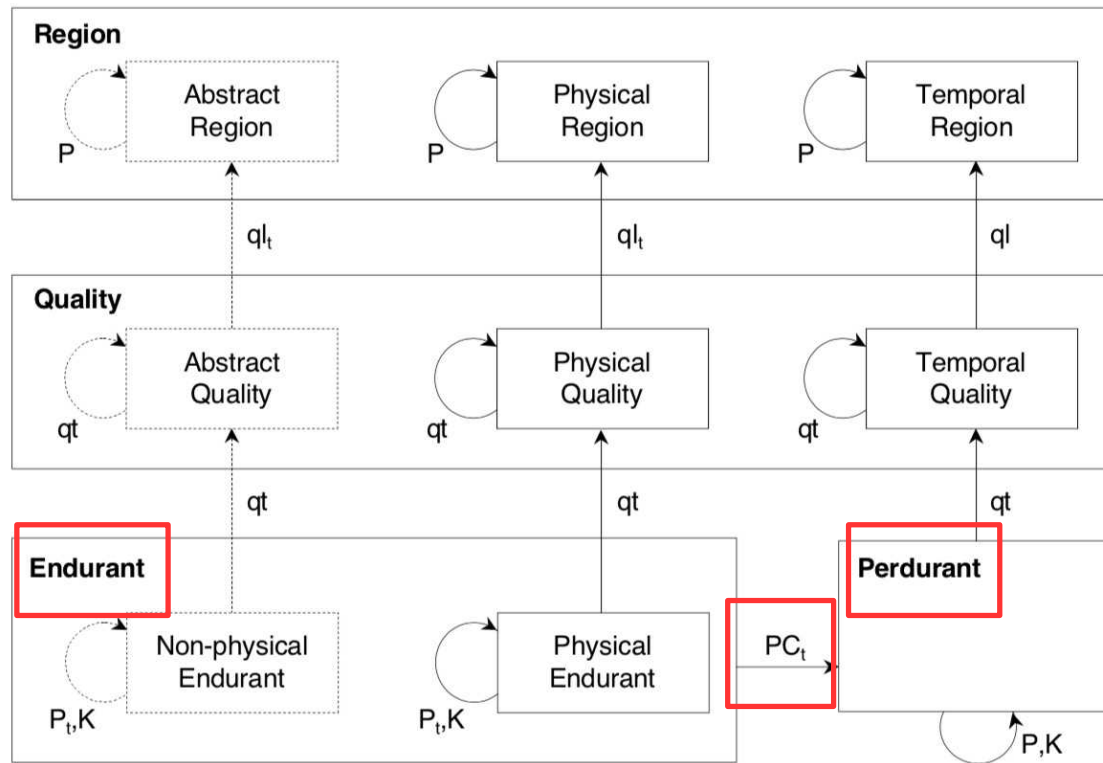 Region
Abstract
Region
P
Physical
Region
P
Temporal
Region
P
qlₜ
qlₜ
ql
Quality
Abstract
Quality
qt
Physical
Quality
qt
Temporal
Quality
qt
qt
qt
qt
Endurant
Non-physical
Endurant
Pₜ,K
Physical
Endurant
Pₜ,K
PCₜ
Perdurant
P,K